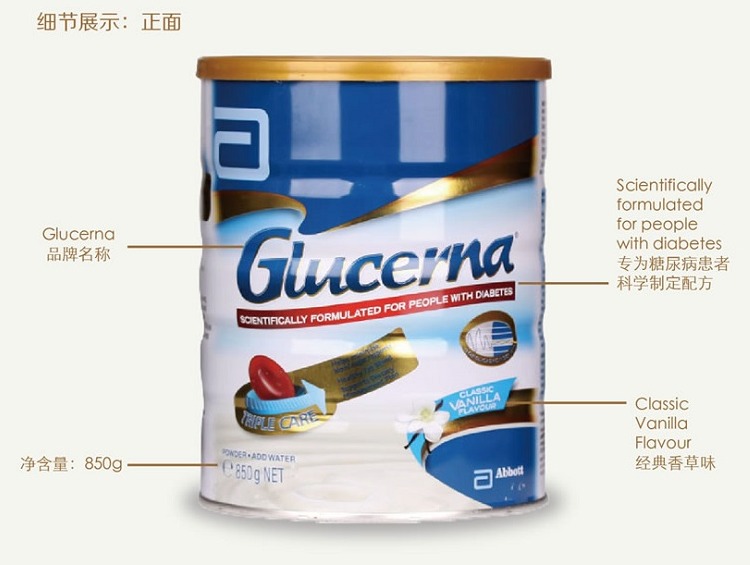 细节展示：正面
Glucerna
品牌名称
Scientifically
formulated
for people
with diabetes
专为糖尿病患者
科学制定配方
Glucerna
SCIENTIFICALLY FORMULATED FOR PEOPLE WITH DIABETES
TRIPLE CARE
CLASSIC
VANILLA
FLAVOUR
Classic
Vanilla
Flavour
经典香草味
净含量：850g
POWDER • ADD WATER
850g NET
Abbott